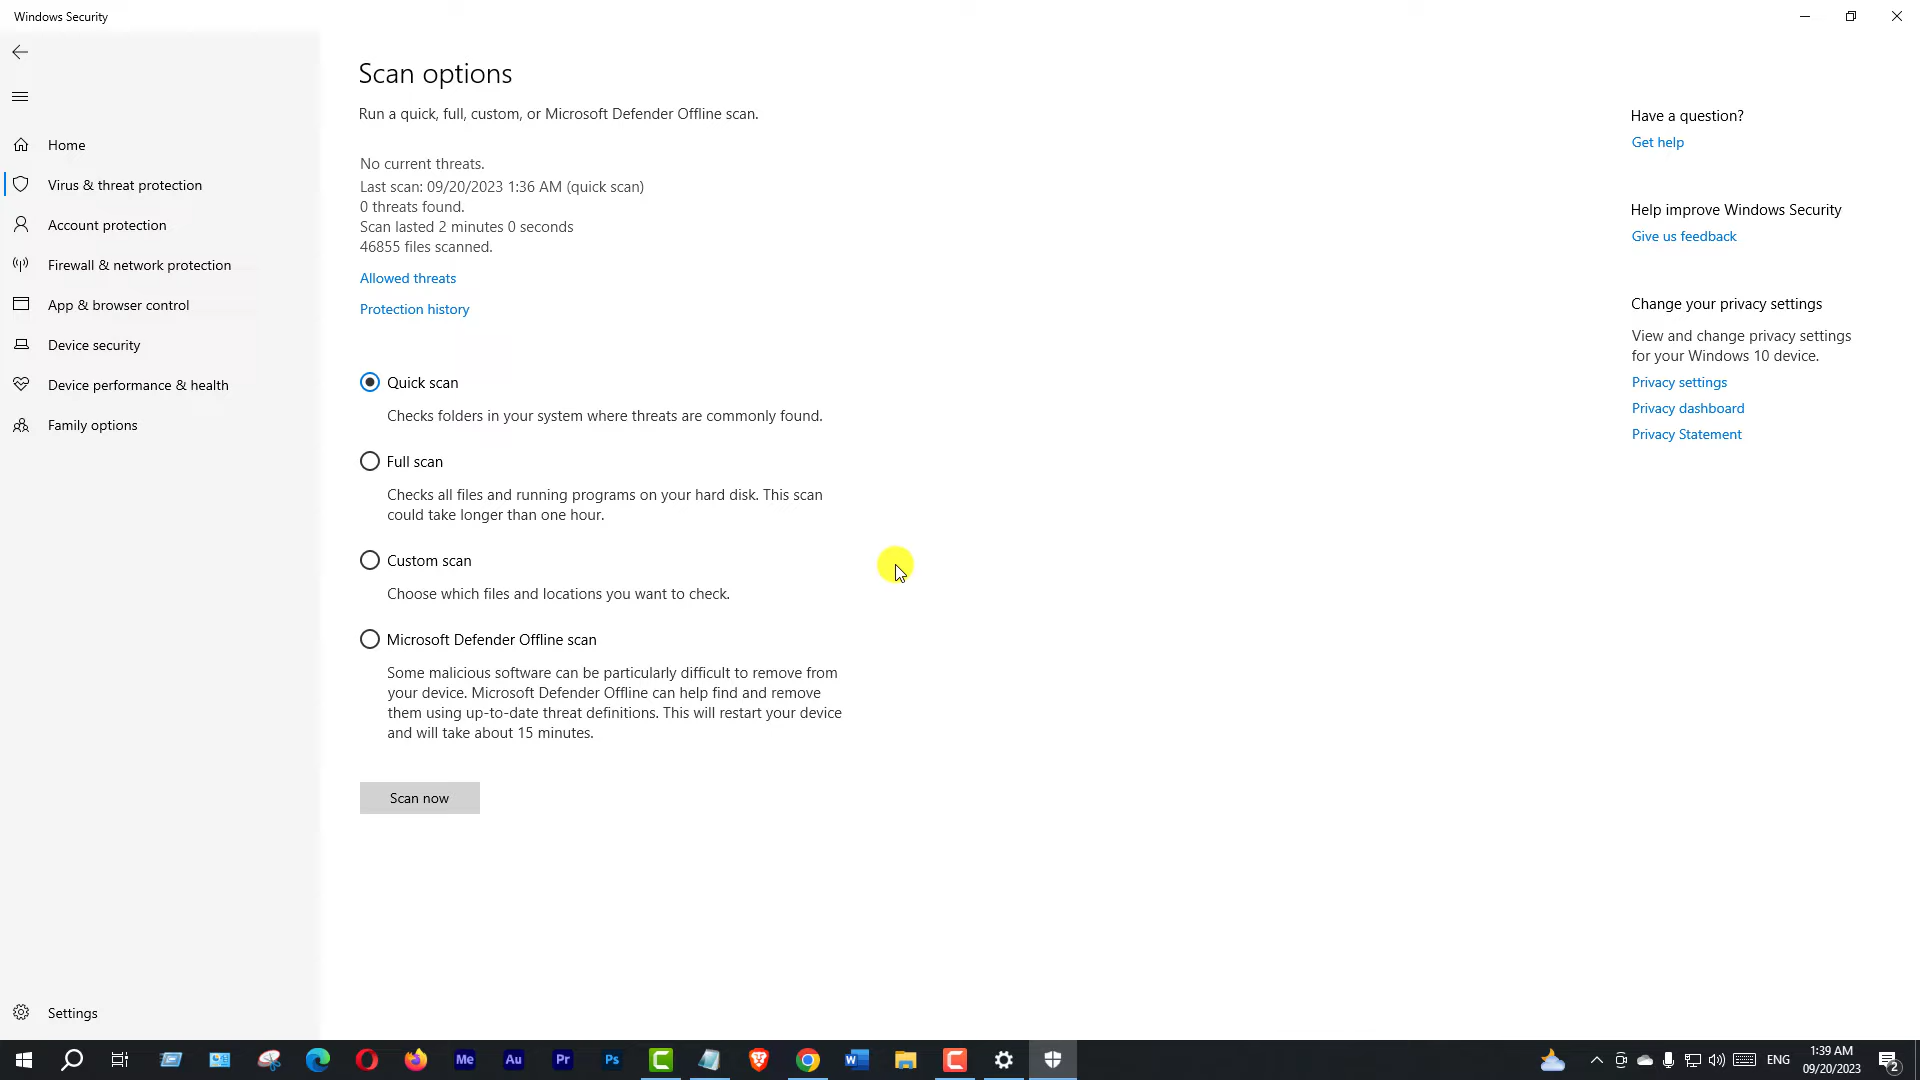 Windows Security
Home
Virus & threat protection
Account protection
Firewall & network protection
App & browser control
Device security
Device performance & health
Family options
Settings
Scan options
Run a quick, full, custom, or Microsoft Defender Offline scan.
No current threats.
Last scan: 09/20/2023 1:36 AM (quick scan)
0 threats found.
Scan lasted 2 minutes 0 seconds
46855 files scanned.
Allowed threats
Protection history
Quick scan
Checks folders in your system where threats are commonly found.
Full scan
Checks all files and running programs on your hard disk. This scan
could take longer than one hour.
Custom scan
Choose which files and locations you want to check.
Microsoft Defender Offline scan
Some malicious software can be particularly difficult to remove from
your device. Microsoft Defender Offline can help find and remove
them using up-to-date threat definitions. This will restart your device
and will take about 15 minutes.
Scan now
Have a question?
Get help
Help improve Windows Security
Give us feedback
Change your privacy settings
View and change privacy settings
for your Windows 10 device.
Privacy settings
Privacy dashboard
Privacy Statement
Me
Au
Pr
Ps
ENG
1:39 AM
09/20/2023
2